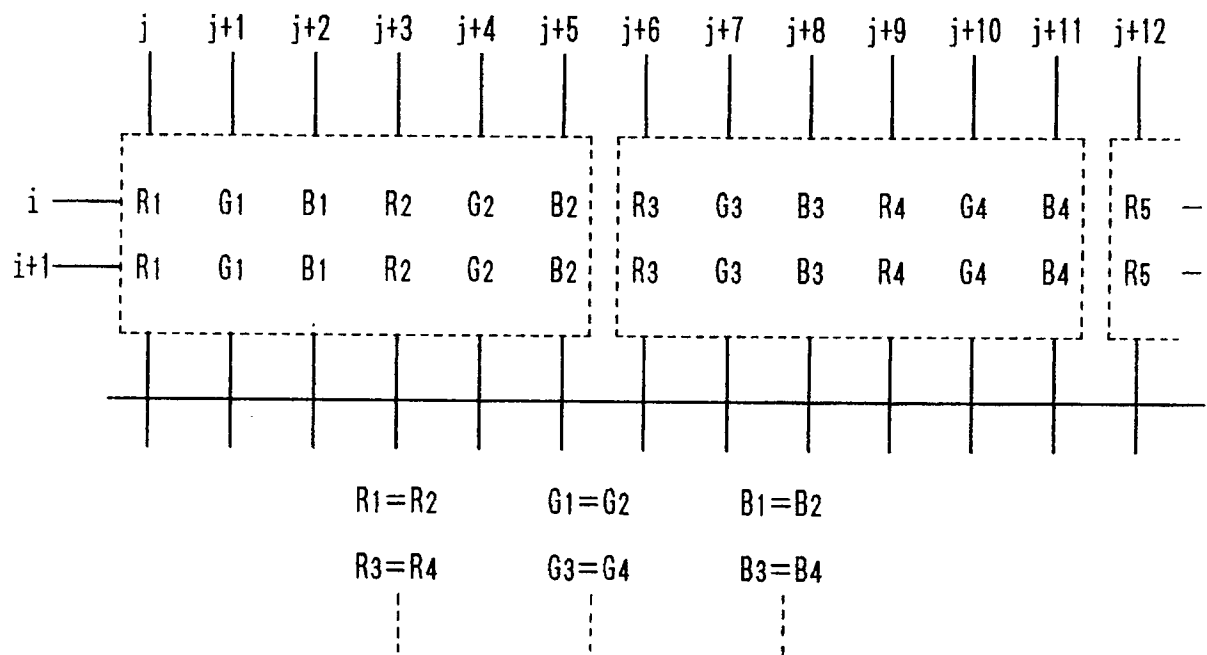 j j+1 j+2 j+3 j+4 j+5 j+6 j+7 j+8 j+9 j+10 j+11 j+12
i R1 G1 B1 R2 G2 B2 R3 G3 B3 R4 G4 B4 R5
i+1 R1 G1 B1 R2 G2 B2 R3 G3 B3 R4 G4 B4 R5
R1=R2 G1=G2 B1=B2
R3=R4 G3=G4 B3=B4